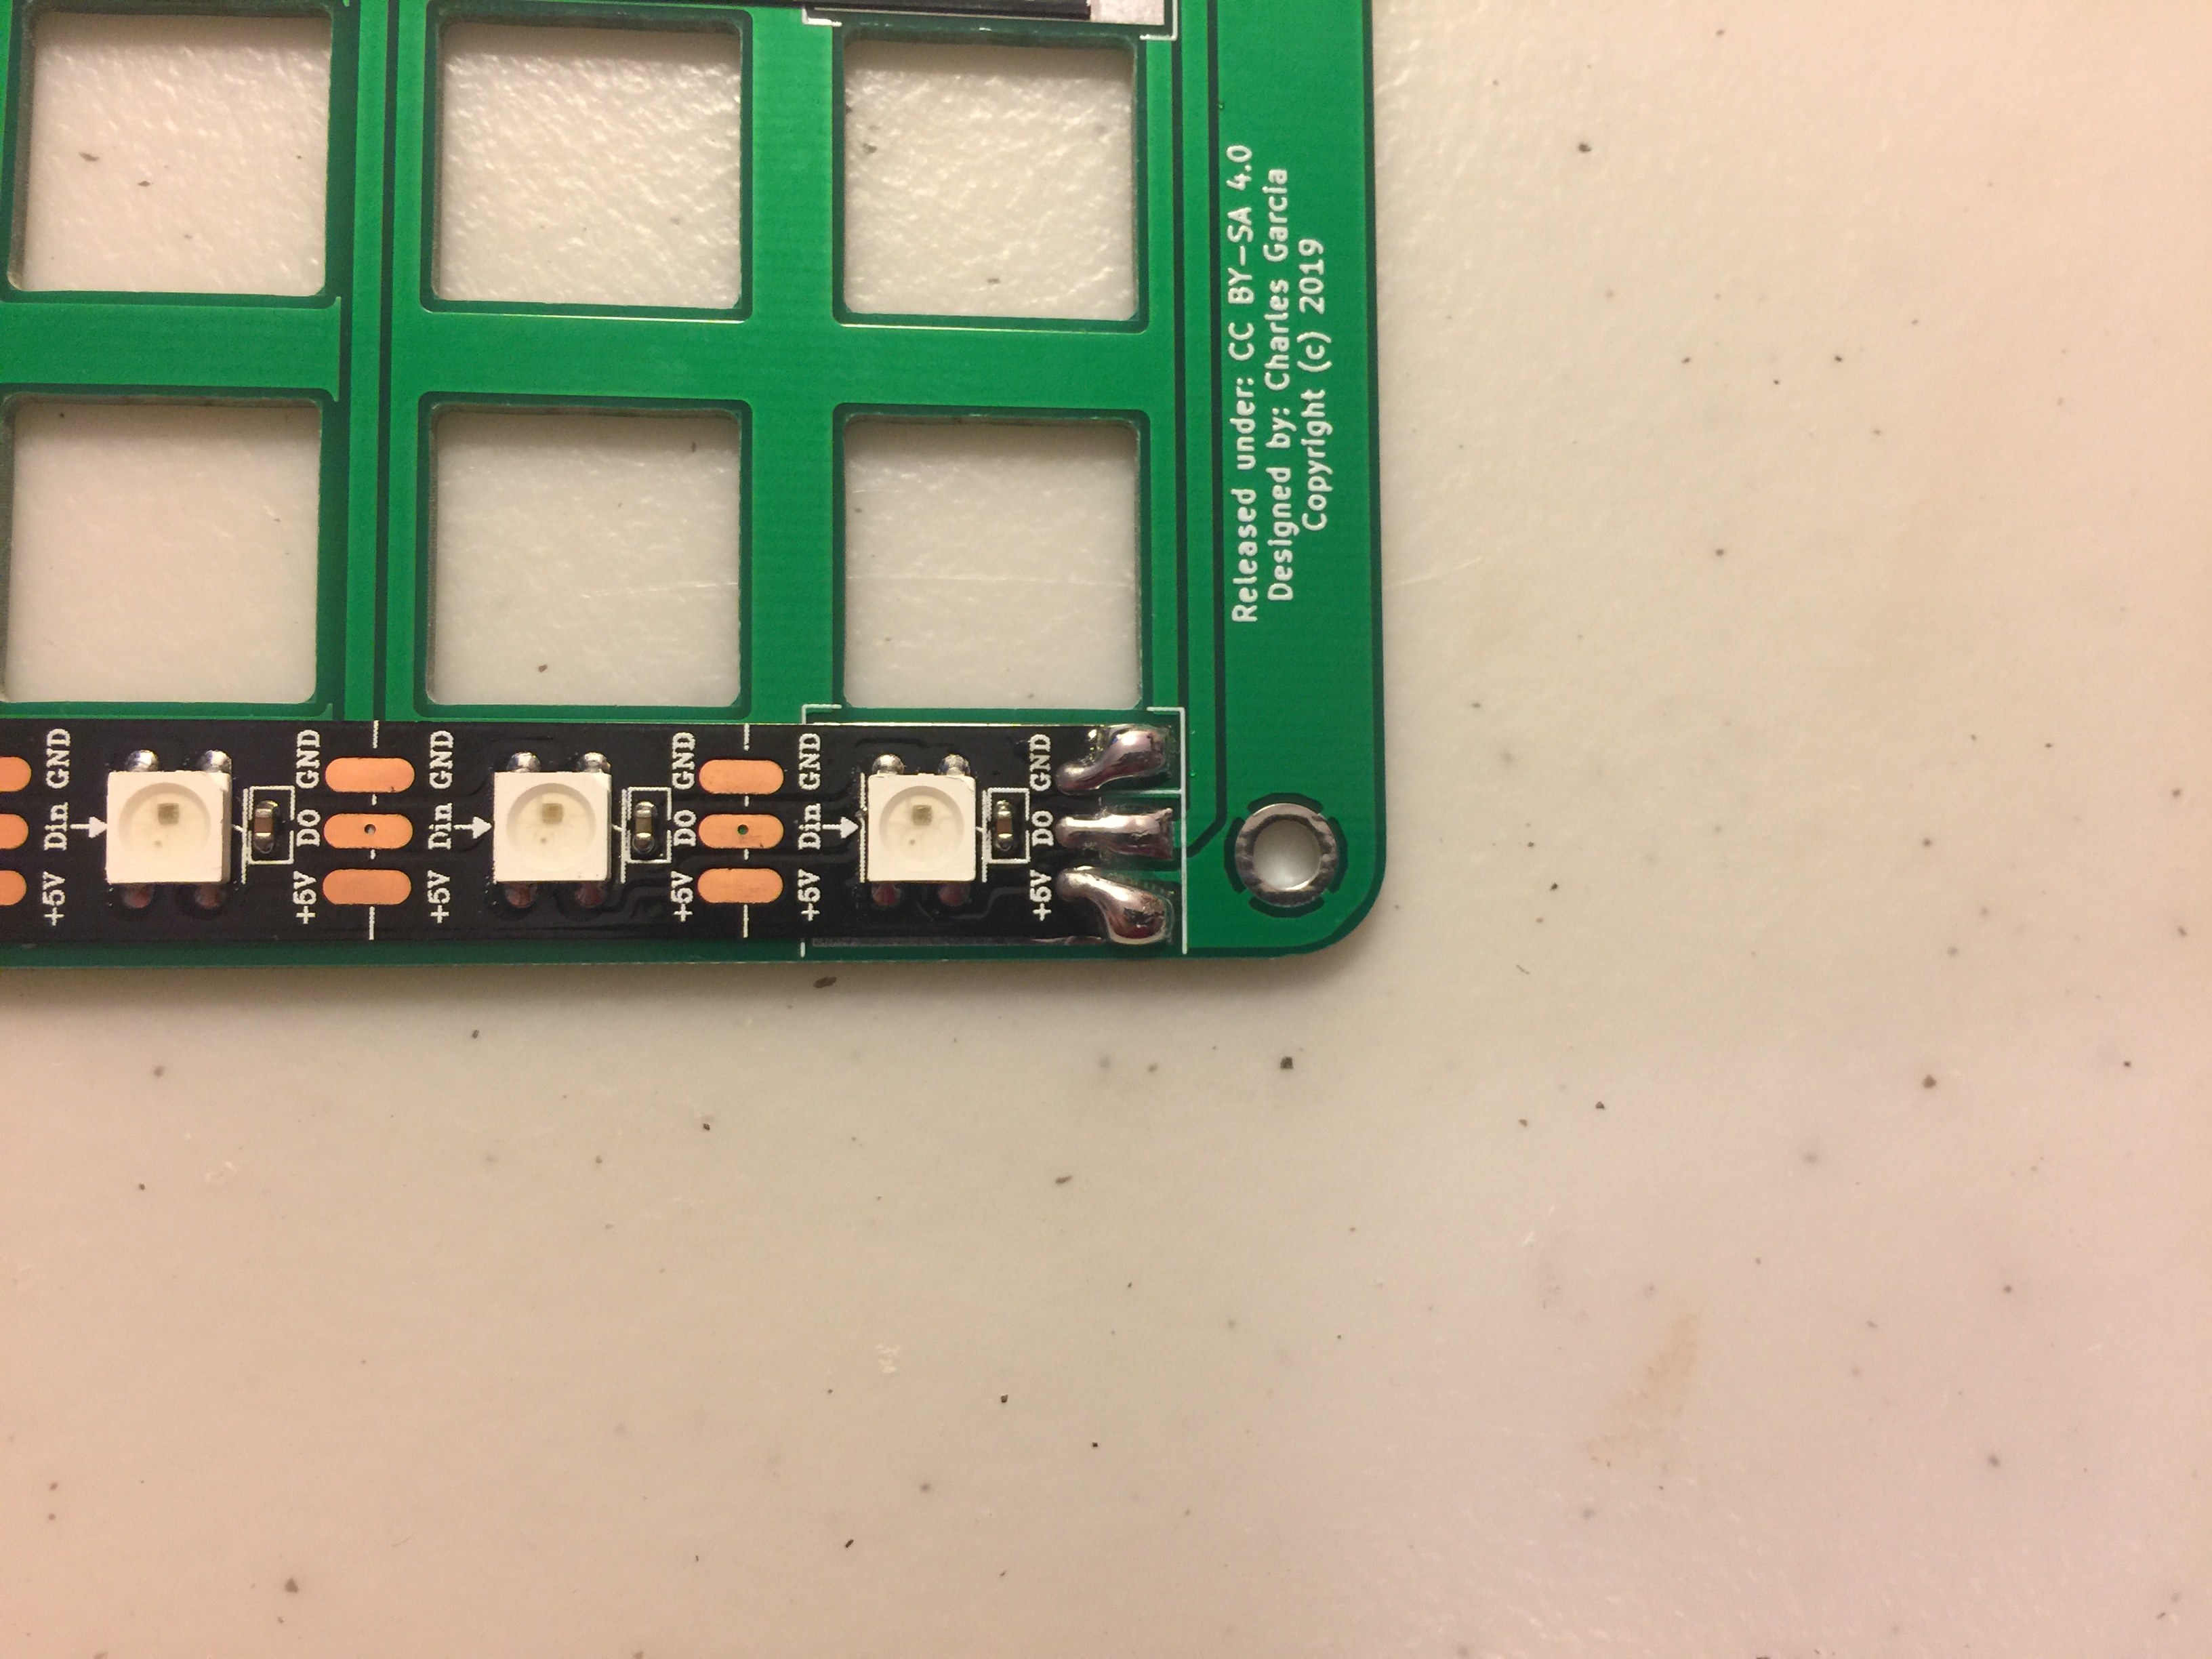 Released under: CC BY-SA 4.0
Designed by: Charles Garcia
Copyright (c) 2019
GND
Din
+5V
GND
DO
+5V
GND
Din
+5V
GND
DO
+5V
GND
Din
+5V
GND
DO
+5V